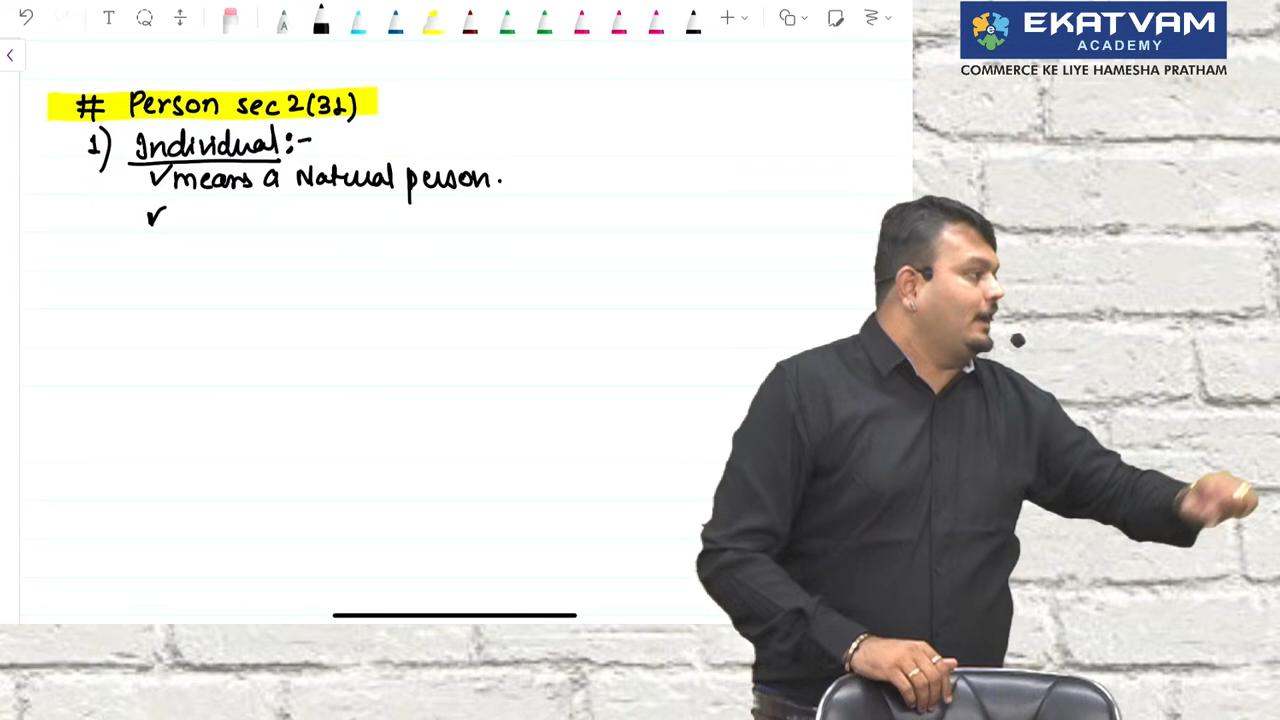 EKATVAM
ACADEMY
COMMERCE KE LIYE HAMESHA PRATHAM
# Person sec 2(31)
1) Individual:-
✓means a Natural person.
✓